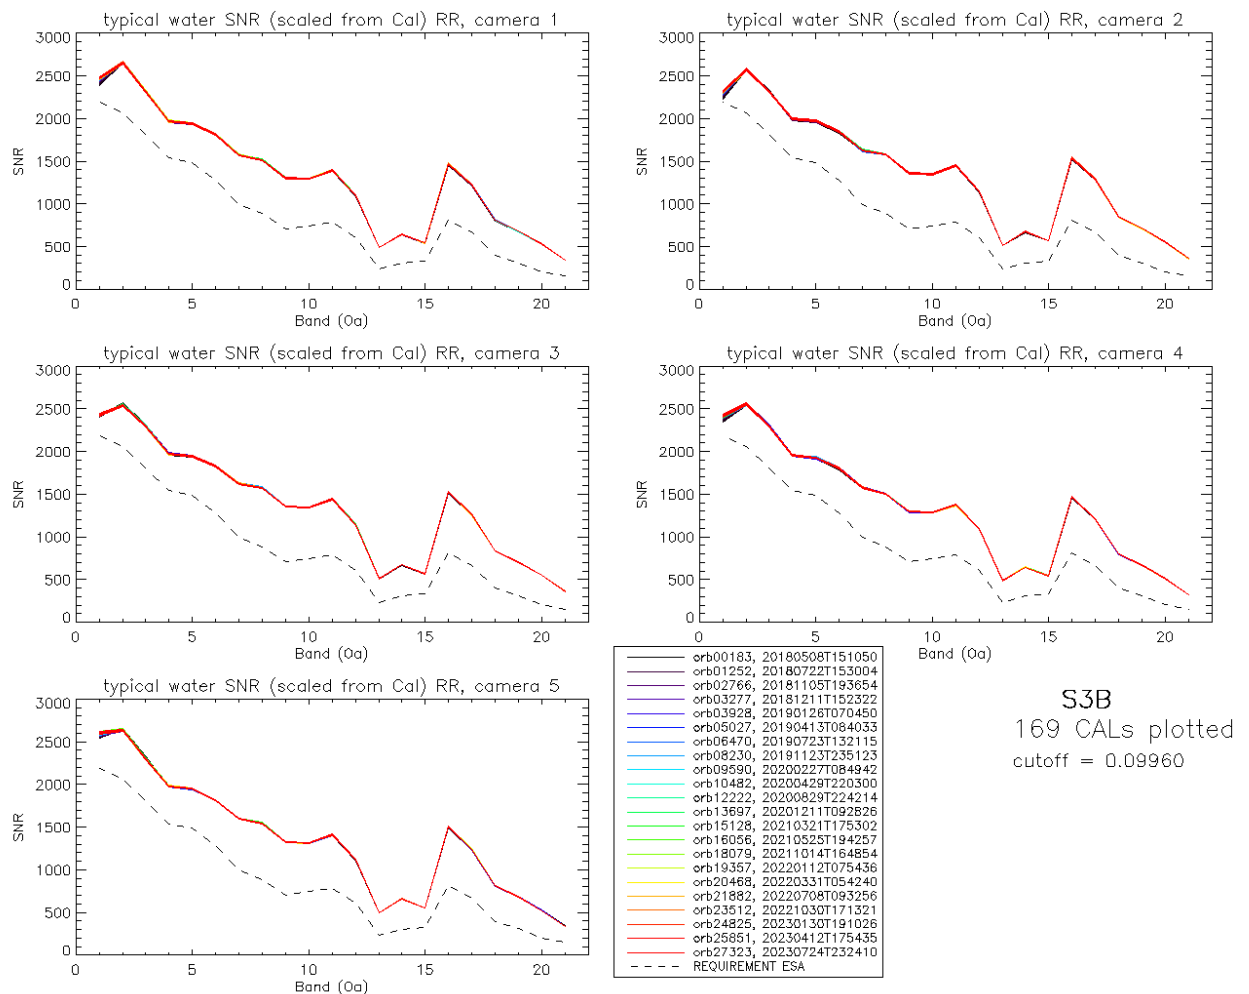 typical water SNR (scaled from Cal) RR, camera 1
3000
2500
2000
1500
1000
500
0
SNR
0 5 10 15 20
Band (Oa)
typical water SNR (scaled from Cal) RR, camera 2
3000
2500
2000
1500
1000
500
0
SNR
0 5 10 15 20
Band (Oa)
typical water SNR (scaled from Cal) RR, camera 3
3000
2500
2000
1500
1000
500
0
SNR
0 5 10 15 20
Band (Oa)
typical water SNR (scaled from Cal) RR, camera 4
3000
2500
2000
1500
1000
500
0
SNR
0 5 10 15 20
Band (Oa)
typical water SNR (scaled from Cal) RR, camera 5
3000
2500
2000
1500
1000
500
0
SNR
0 5 10 15 20
Band (Oa)
orb00183, 20180508T151050
orb01252, 20180722T153004
orb02766, 20181105T193654
orb03277, 20181211T152322
orb03928, 20190126T070450
orb05027, 20190413T084033
orb06470, 20190723T132115
orb08230, 20191123T235123
orb09590, 20200227T084942
orb10482, 20200429T220300
orb12222, 20200829T224214
orb13697, 20201211T092826
orb15128, 20210321T175302
orb16056, 20210525T194257
orb18079, 20211014T164854
orb19357, 20220112T075436
orb20468, 20220331T054240
orb21882, 20220708T093256
orb23512, 20221030T171321
orb24825, 20230130T191026
orb25851, 20230412T175435
orb27323, 20230724T232410
REQUIREMENT ESA
S3B
169 CALs plotted
cutoff = 0.09960